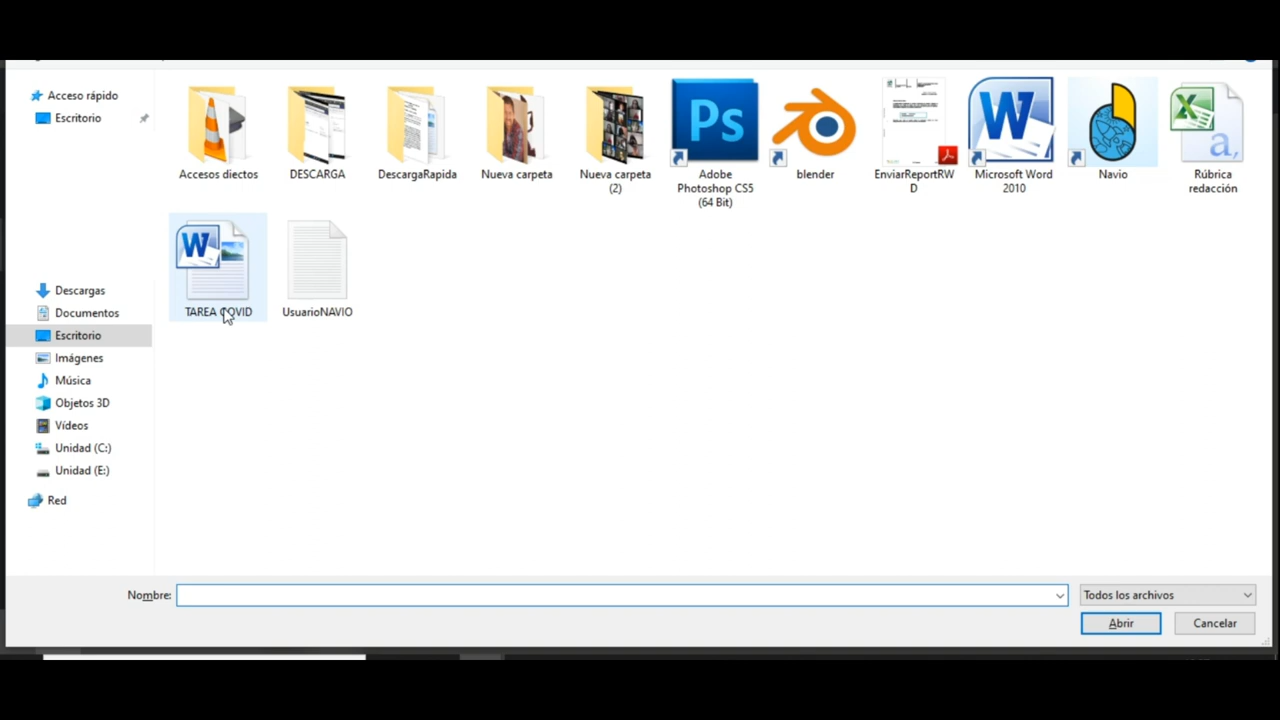 Acceso rápido
Escritorio
Descargas
Documentos
Escritorio
Imágenes
Música
Objetos 3D
Vídeos
Unidad (C:)
Unidad (E:)
Red
Accesos diectos
DESCARGA
DescargaRapida
Nueva carpeta
Nueva carpeta
(2)
Ps
Adobe
Photoshop CS5
(64 Bit)
blender
EnviarReportRW
D
W
Microsoft Word
2010
Navio
X
a,
Rúbrica
redacción
W
TAREA COVID
UsuarioNAVIO
Nombre:
Todos los archivos
Abrir
Cancelar